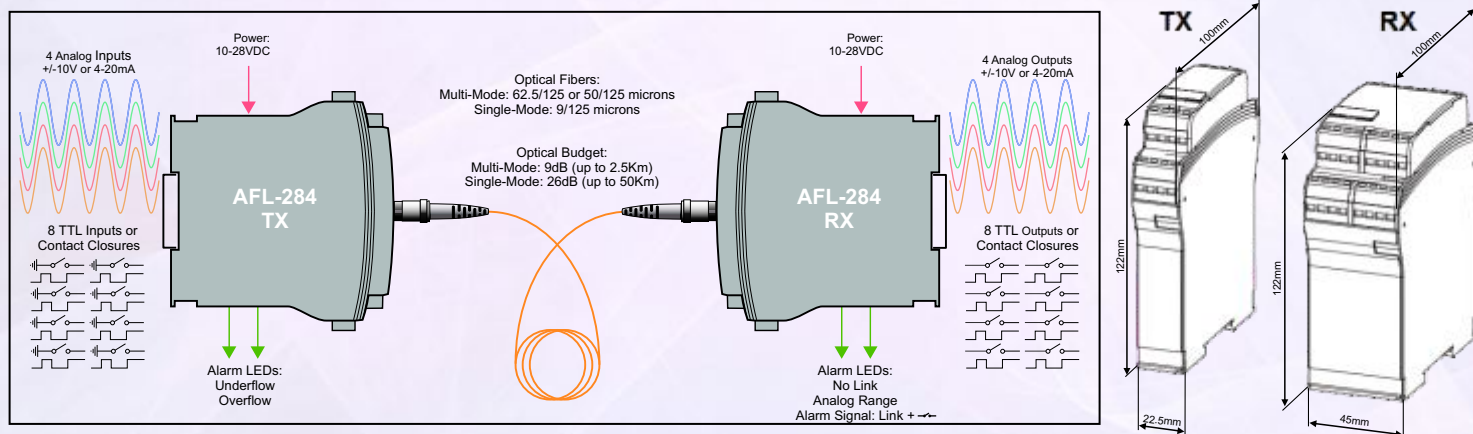 4 Analog Inputs
+/-10V or 4-20mA
Power:
10-28VDC
Optical Fibers:
Multi-Mode: 62.5/125 or 50/125 microns
Single-Mode: 9/125 microns
Optical Budget:
Multi-Mode: 9dB (up to 2.5Km)
Single-Mode: 26dB (up to 50Km)
Power:
10-28VDC
4 Analog Outputs
+/-10V or 4-20mA
AFL-284
TX
AFL-284
RX
8 TTL Inputs or
Contact Closures
8 TTL Outputs or
Contact Closures
Alarm LEDs:
Underflow
Overflow
Alarm LEDs:
No Link
Analog Range
Alarm Signal: Link +
TX
100mm
122mm
22.5mm
RX
100mm
122mm
45mm